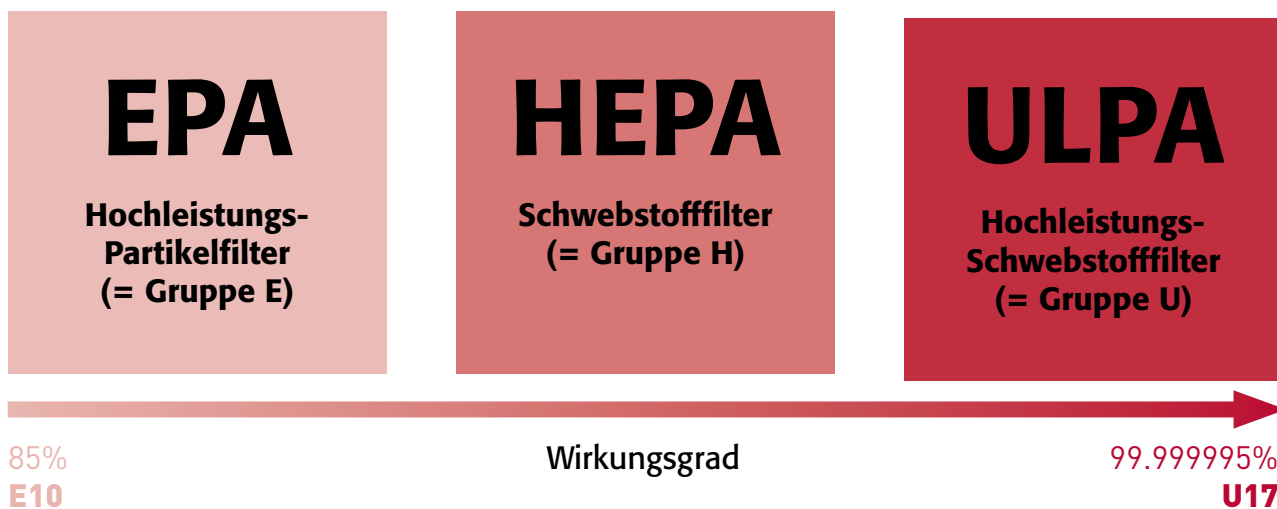 EPA
Hochleistungs-
Partikelfilter
(= Gruppe E)
HEPA
Schwebstofffilter
(= Gruppe H)
ULPA
Hochleistungs-
Schwebstofffilter
(= Gruppe U)
85%
E10
Wirkungsgrad
99.999995%
U17